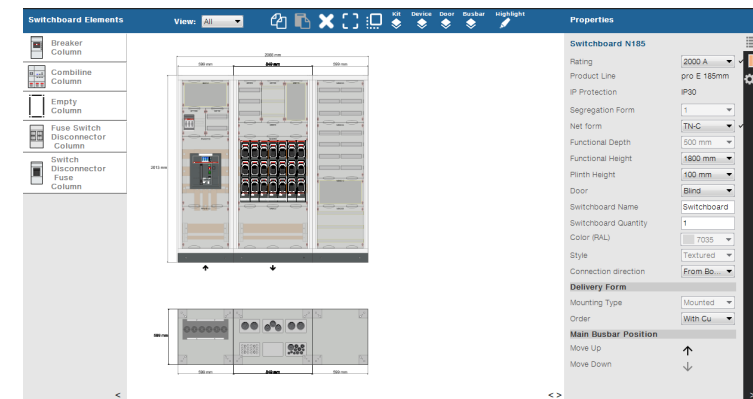 Switchboard Elements
View: All
Kit
Device
Door
Busbar
Highlight
Properties
Breaker
Column
Combiline
Column
Empty
Column
Fuse Switch
Disconnector
Column
Switch
Disconnector
Fuse
Column
<
< >
Switchboard N185
Rating 2000 A
Product Line pro E 185mm
IP Protection IP30
Segregation Form 1
Net form TN-C
Functional Depth 500 mm
Functional Height 1800 mm
Plinth Height 100 mm
Door Blind
Switchboard Name Switchboard
Switchboard Quantity 1
Color (RAL) 7035
Style Textured
Connection direction From Bo...
Delivery Form
Mounting Type Mounted
Order With Cu
Main Busbar Position
Move Up
Move Down